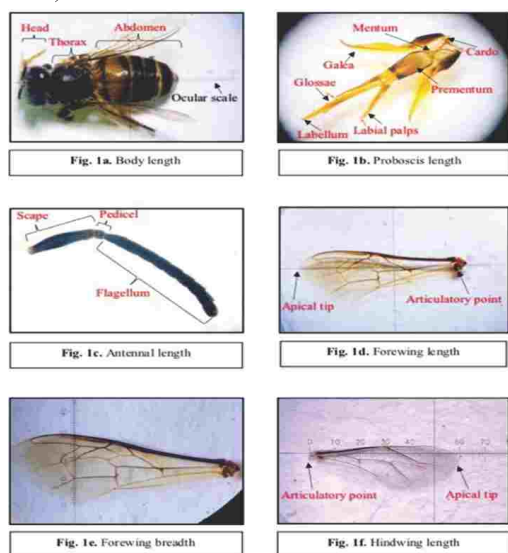 Head
Thorax
Abdomen
Ocular scale
Fig. 1a. Body length
Mentum
Cardo
Galea
Glossae
Prementum
Labellum
Labial palps
Fig. 1b. Proboscis length
Scape
Pedicel
Flagellum
Fig. 1c. Antennal length
Apical tip
Articulatory point
Fig. 1d. Forewing length
Fig. 1e. Forewing breadth
0 10 20 30 40 50 60 70
Articulatory point
Apical tip
Fig. 1f. Hindwing length